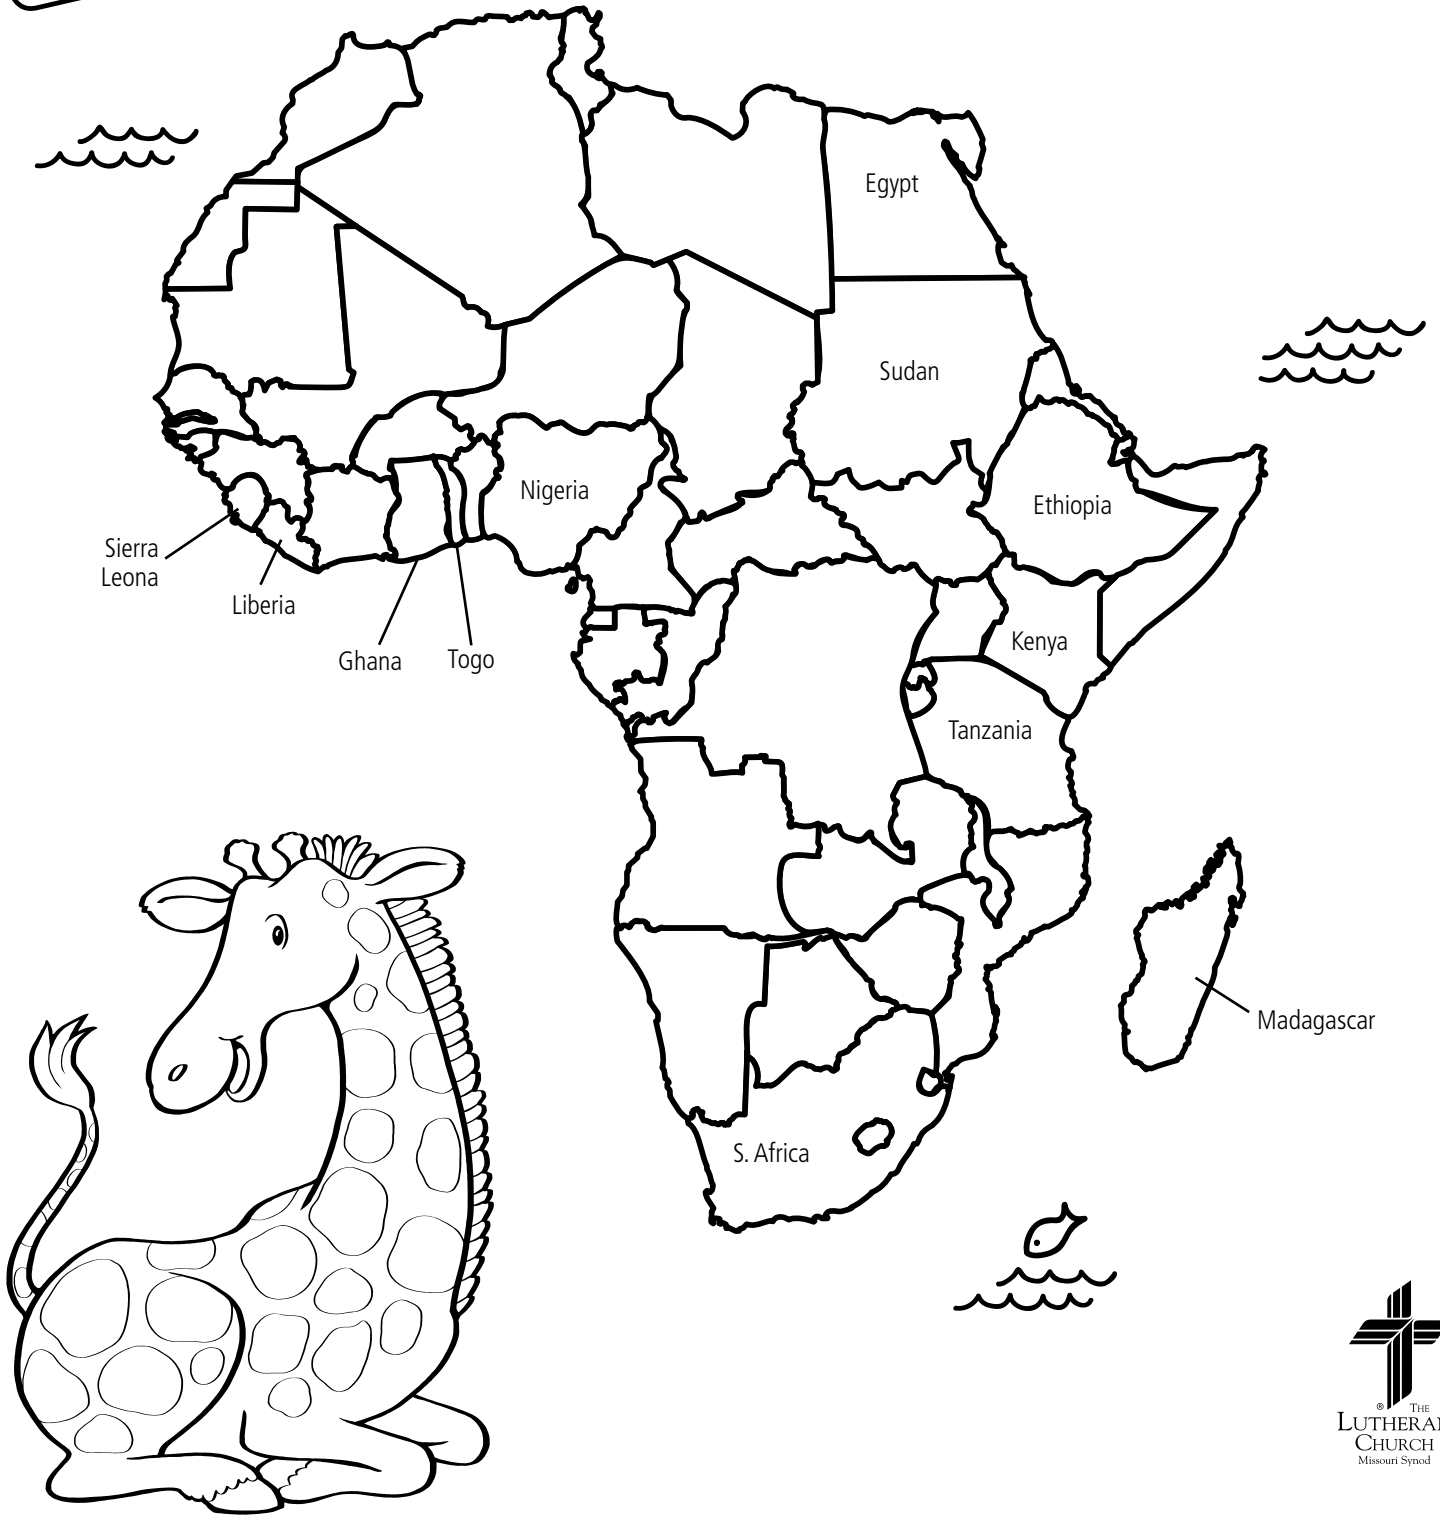 Egypt
Sudan
Nigeria
Ethiopia
Sierra
Leona
Liberia
Ghana
Togo
Kenya
Tanzania
Madagascar
S. Africa
® THE
LUTHERAN
CHURCH
Missouri Synod